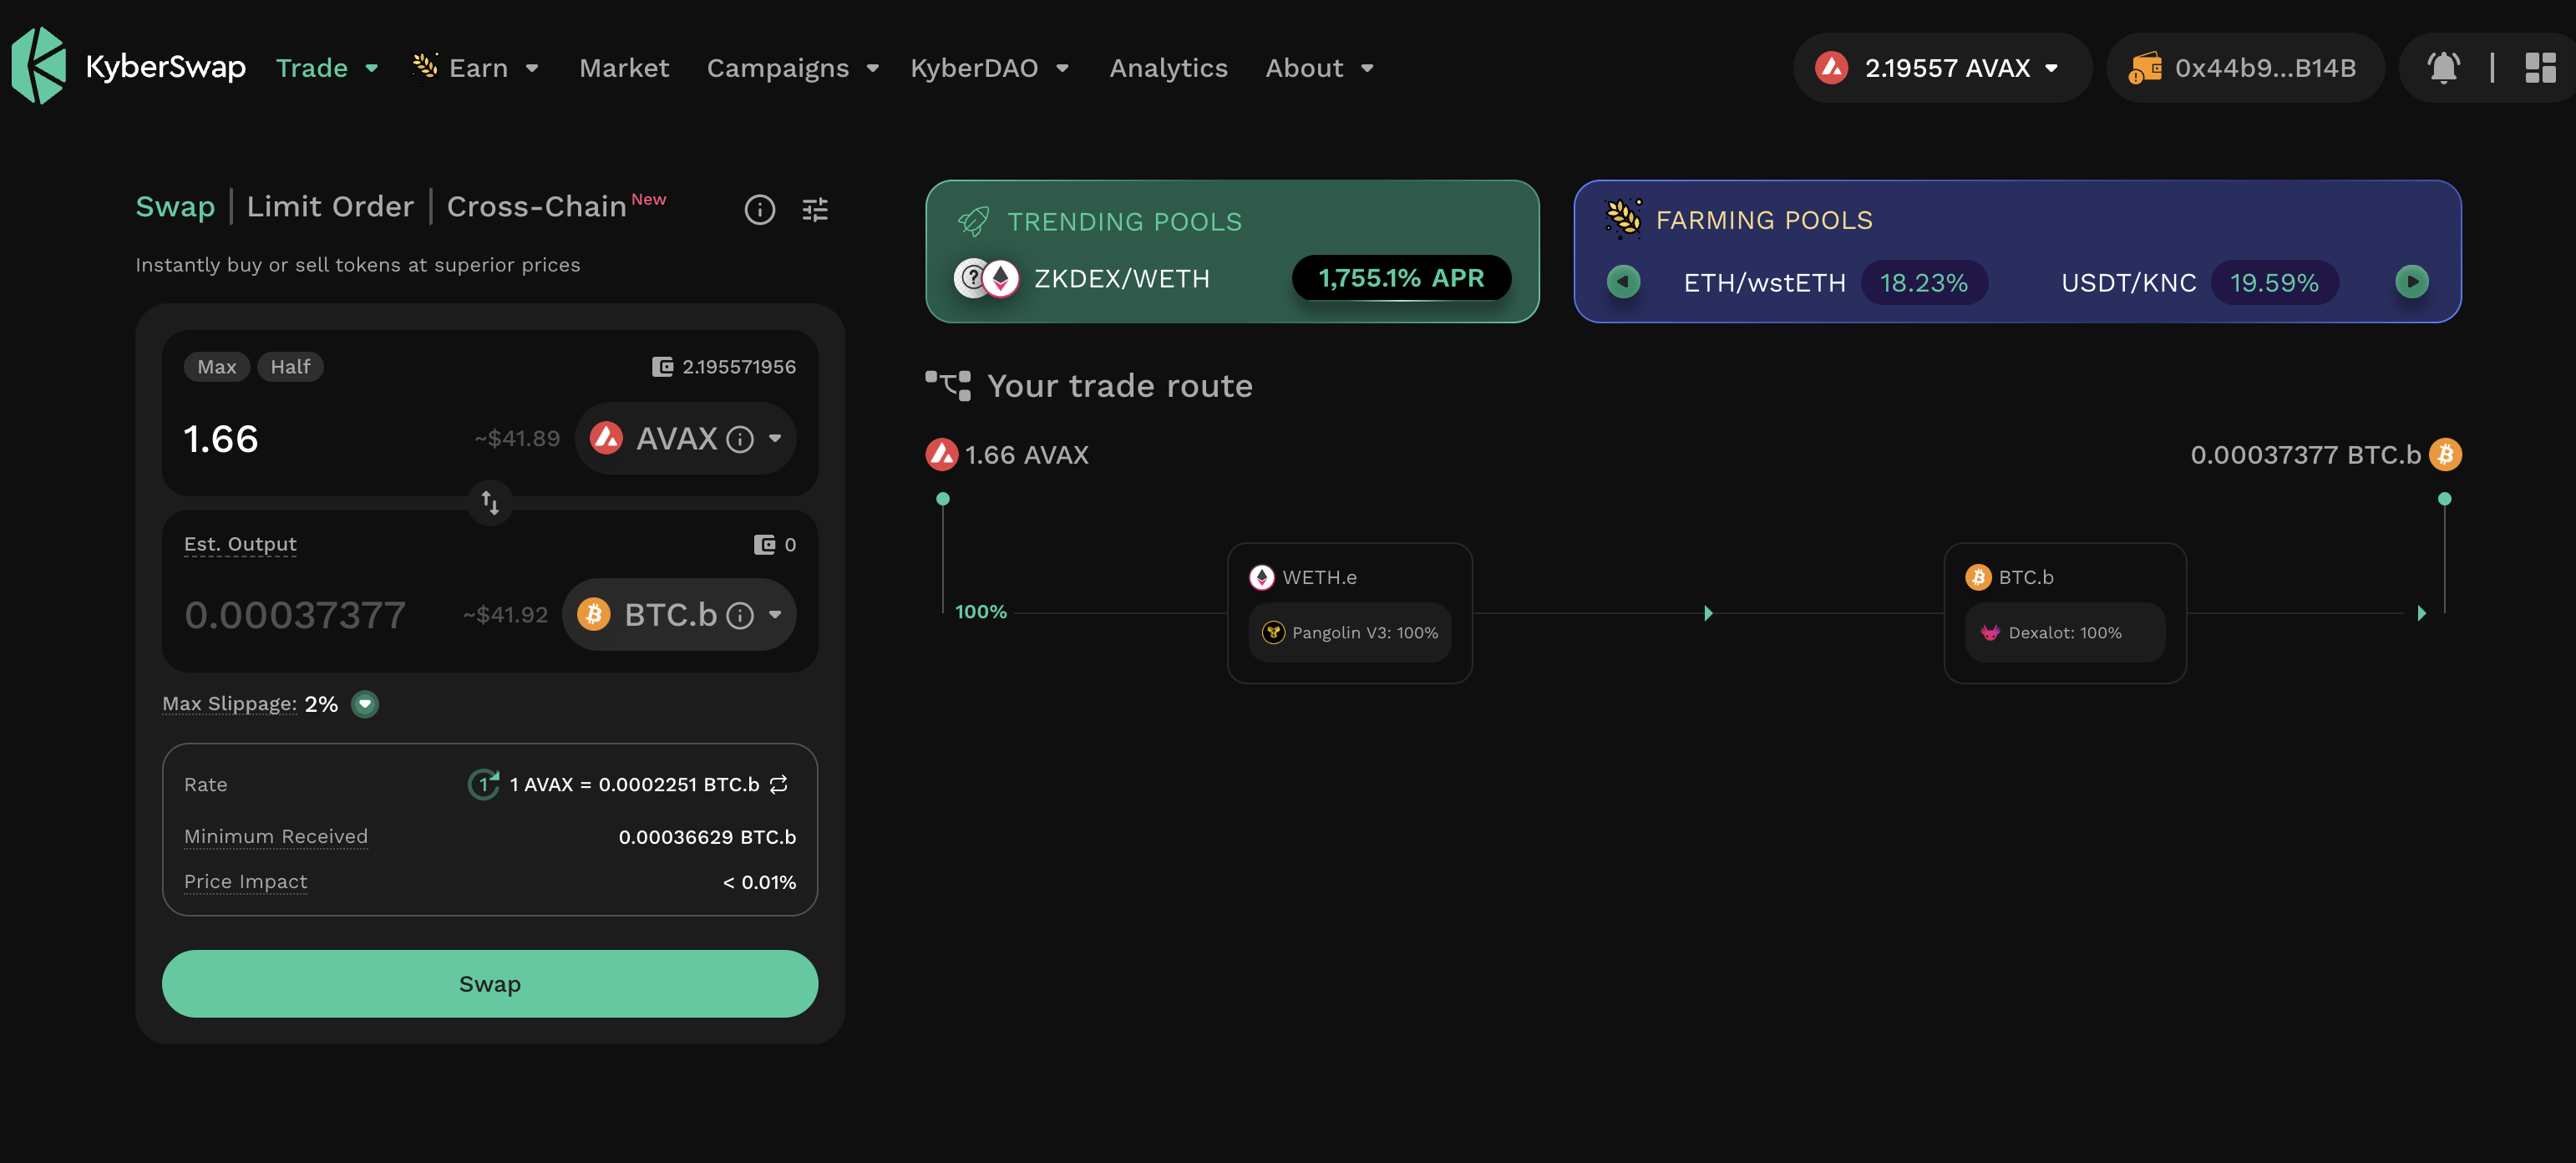 KyberSwap Trade Earn Market Campaigns KyberDAO Analytics About 2.19557 AVAX 0x44b9...B14B
Swap | Limit Order | Cross-Chain New
Instantly buy or sell tokens at superior prices
Max Half 2.195571956
1.66 ~$41.89 AVAX
Est. Output 0
0.00037377 ~$41.92 BTC.b
Max Slippage: 2%
Rate 1 1 AVAX = 0.0002251 BTC.b
Minimum Received 0.00036629 BTC.b
Price Impact < 0.01%
Swap
TRENDING POOLS
ZKDEX/WETH 1,755.1% APR
FARMING POOLS
ETH/wstETH 18.23% USDT/KNC 19.59%
Your trade route
1.66 AVAX 0.00037377 BTC.b
100%
WETH.e
Pangolin V3: 100%
BTC.b
Dexalot: 100%